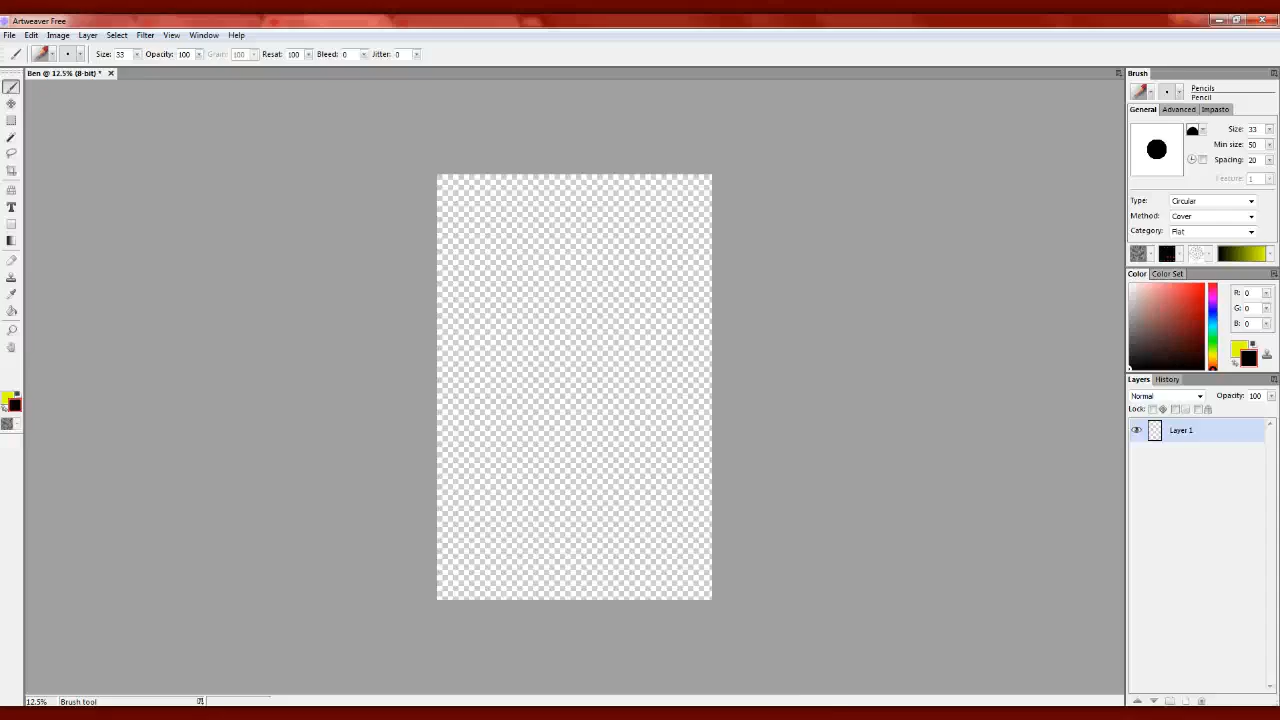 Artweaver Free
File Edit Image Layer Select Filter View Window Help
Size: 33 Opacity: 100 Grain: 100 Resat: 100 Bleed: 0 Jitter: 0
Ben @ 12.5% (8-bit) *
Brush
Pencils
Pencil
General Advanced Impasto
Size: 33
Min size: 50
Spacing: 20
Feature: 1
Type: Circular
Method: Cover
Category: Flat
Color Color Set
R: 0
G: 0
B: 0
Layers History
Normal Opacity: 100
Lock:
Layer 1
12.5% Brush tool